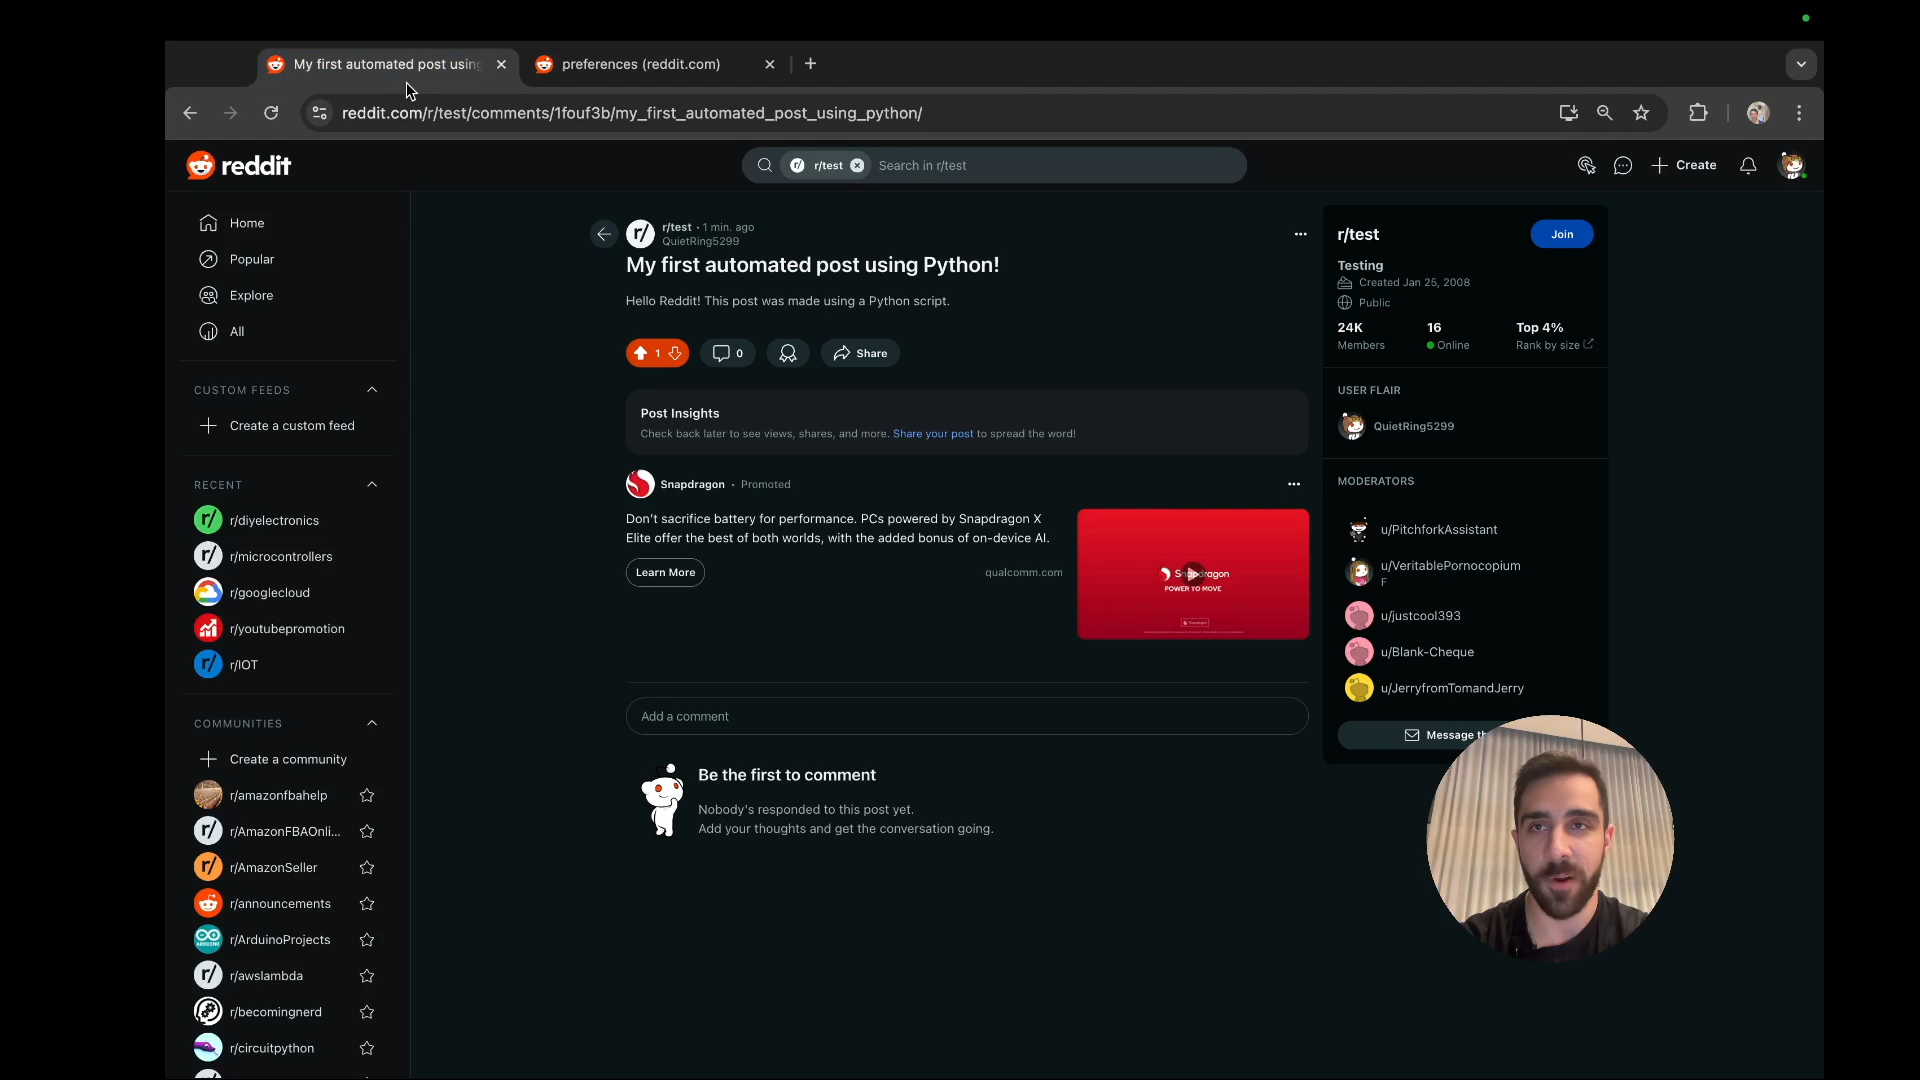 My first automated post using
preferences (reddit.com)
reddit.com/r/test/comments/1fouf3b/my_first_automated_post_using_python/
reddit
r/test
Search in r/test
Create
Home
Popular
Explore
All
CUSTOM FEEDS
Create a custom feed
RECENT
r/diyelectronics
r/microcontrollers
r/googlecloud
r/youtubepromotion
r/IOT
COMMUNITIES
Create a community
r/amazonfbahelp
r/AmazonFBAOnli...
r/AmazonSeller
r/announcements
r/ArduinoProjects
r/awslambda
r/becomingnerd
r/circuitpython
r/test • 1 min. ago
QuietRing5299
My first automated post using Python!
Hello Reddit! This post was made using a Python script.
1
0
Share
Post Insights
Check back later to see views, shares, and more. Share your post to spread the word!
Snapdragon • Promoted
Don't sacrifice battery for performance. PCs powered by Snapdragon X
Elite offer the best of both worlds, with the added bonus of on-device AI.
Learn More
qualcomm.com
Snapdragon
POWER TO MOVE
Add a comment
Be the first to comment
Nobody's responded to this post yet.
Add your thoughts and get the conversation going.
r/test
Join
Testing
Created Jan 25, 2008
Public
24K
Members
16
Online
Top 4%
Rank by size
USER FLAIR
QuietRing5299
MODERATORS
u/PitchforkAssistant
u/VeritablePornocopium
F
u/justcool393
u/Blank-Cheque
u/JerryfromTomandJerry
Message